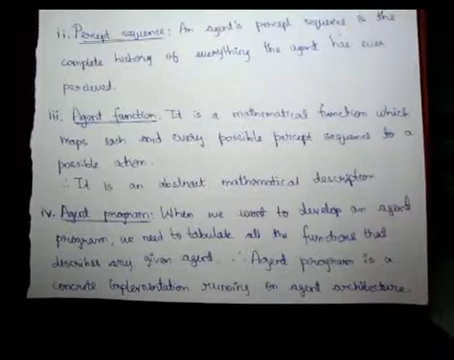 ii. Percept sequence: An agent's percept sequence is the
complete history of everything the agent has ever
perceived.
iii. Agent function. It is a mathematical function which
maps each and every possible percept sequence to a
possible action.
∴ It is an abstract mathematical description
iv. Agent program: When we want to develop an agent
program, we need to tabulate all the functions that
describes any given agent. ∴ Agent program is a
concrete implementation running on agent architecture.